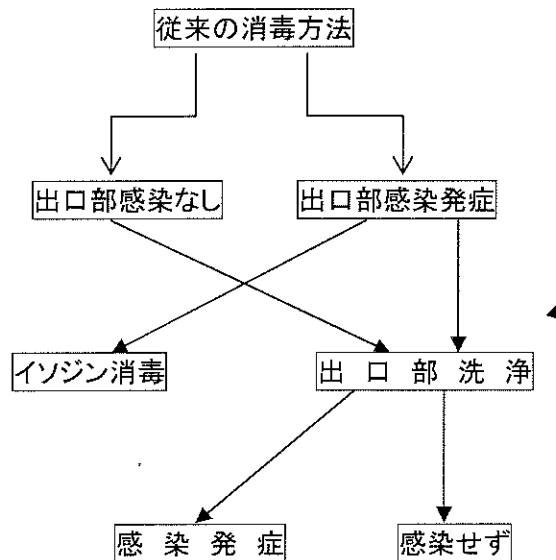 従来の消毒方法
出口部感染なし
出口部感染発症
イソジン消毒
出口部洗浄
感染発症
感染せず